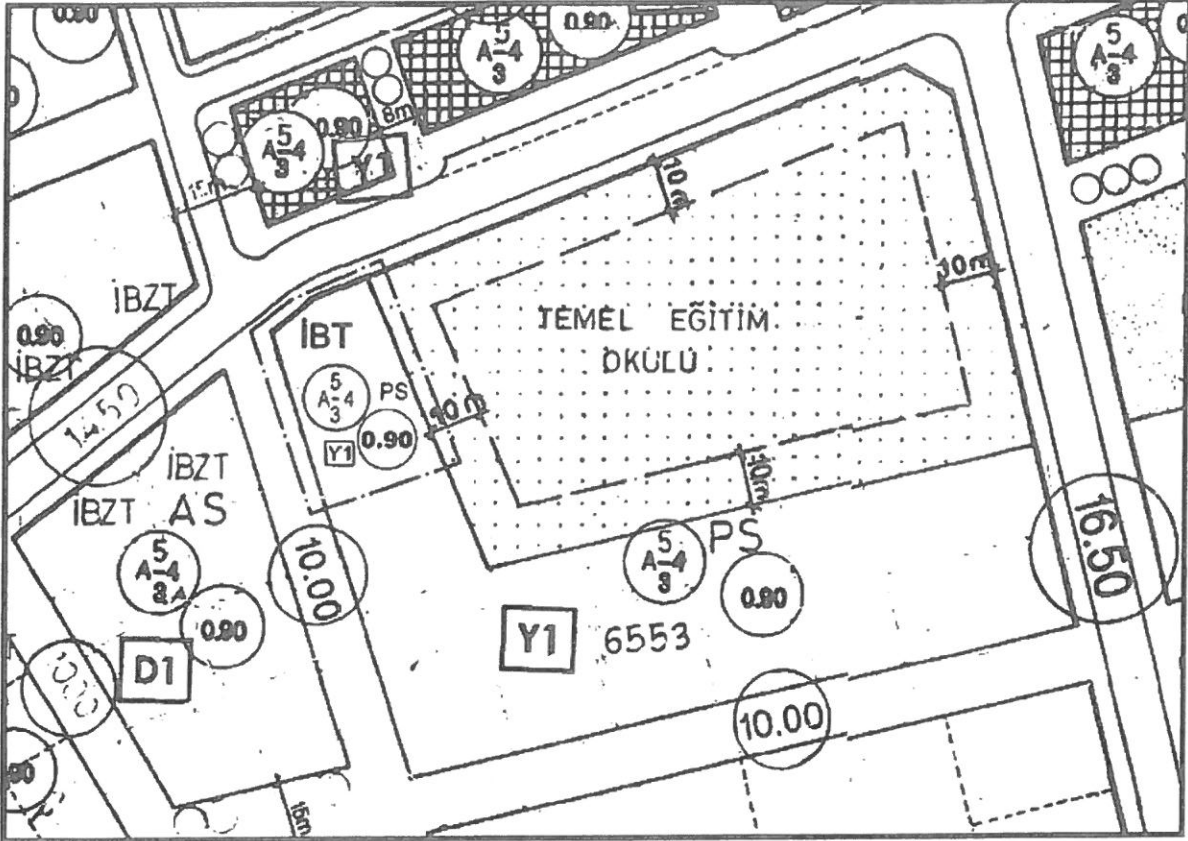 0.90
5
A-4
3
0.90
5
A-4
3
5
A-4
3
0.90
8m
Y1
15m
10m
10m
İBZT
0.90
İBZT
İBT
TEMEL EĞİTİM
OKULU
5
A-4
3
PS
Y1
0.90
10m
10m
İBZT
İBZT AS
5
A-4
3
0.90
D1
10.00
5
A-4
3
PS
0.90
Y1
6553
16.50
10.00
15m